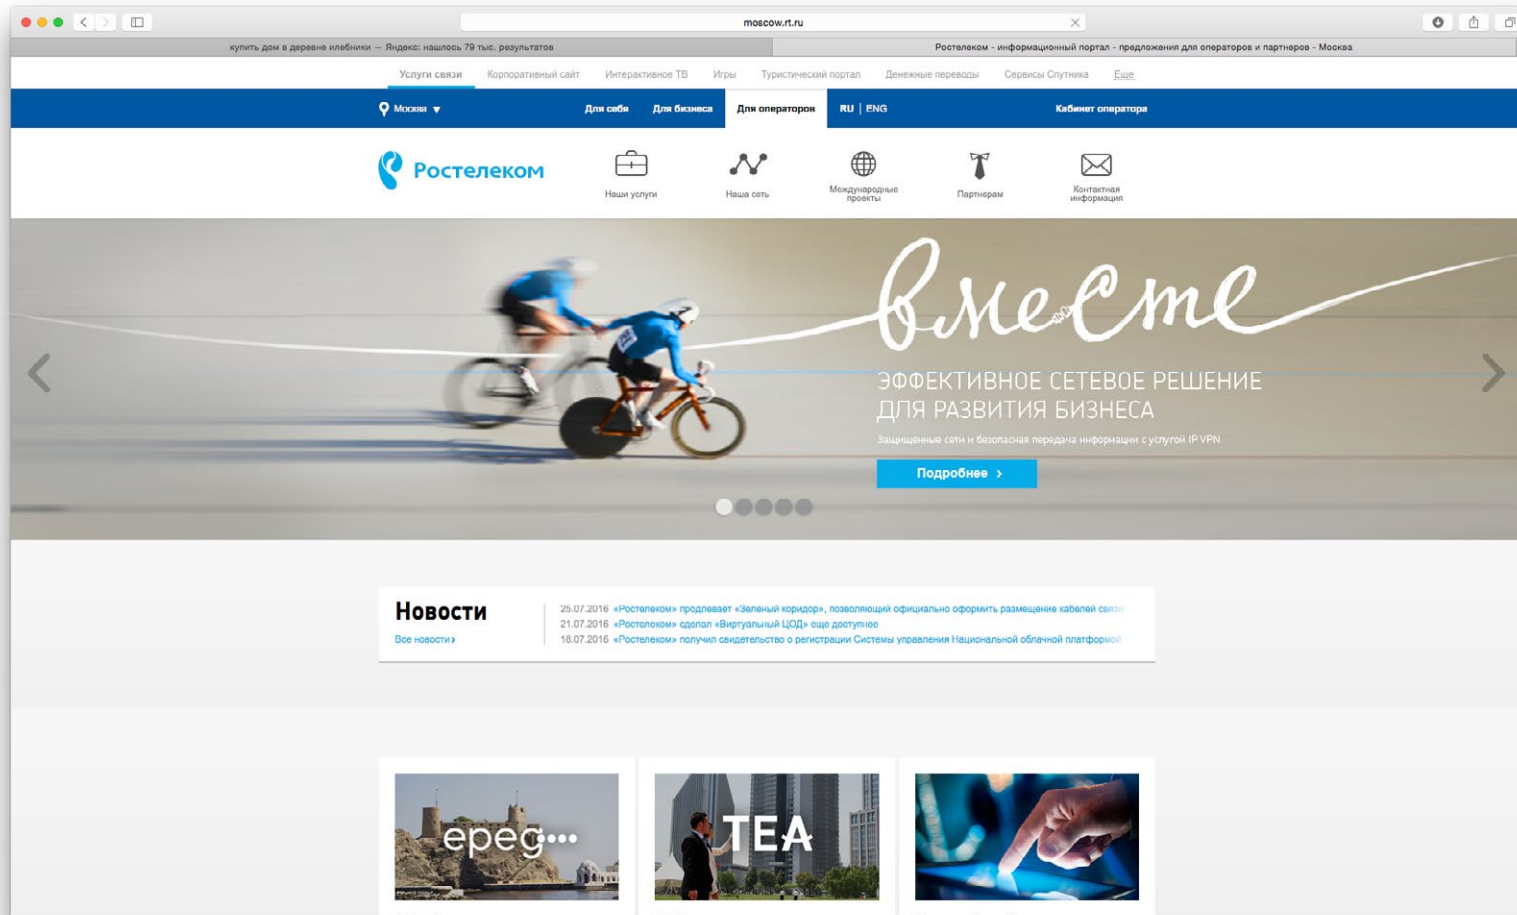 moscow.rt.ru
купить дом в деревне хлебники — Яндекс: нашлось 79 тыс. результатов
Ростелеком - информационный портал - предложения для операторов и партнеров - Москва
Услуги связи Корпоративный сайт Интерактивное ТВ Игры Туристический портал Денежные переводы Сервисы Спутника Еще
Москва Для себя Для бизнеса Для операторов RU | ENG Кабинет оператора
Ростелеком
Наши услуги
Наша сеть
Международные
проекты
Партнерам
Контактная
информация
вместе
ЭФФЕКТИВНОЕ СЕТЕВОЕ РЕШЕНИЕ
ДЛЯ РАЗВИТИЯ БИЗНЕСА
Защищенные сети и безопасная передача информации с услугой IP VPN
Подробнее
Новости
Все новости
25.07.2016 «Ростелеком» продлевает «Зеленый коридор», позволяющий официально оформить размещение кабелей связи
21.07.2016 «Ростелеком» сделал «Виртуальный ЦОД» еще доступнее
18.07.2016 «Ростелеком» получил свидетельство о регистрации Системы управления Национальной облачной платформой
epeg
TEA